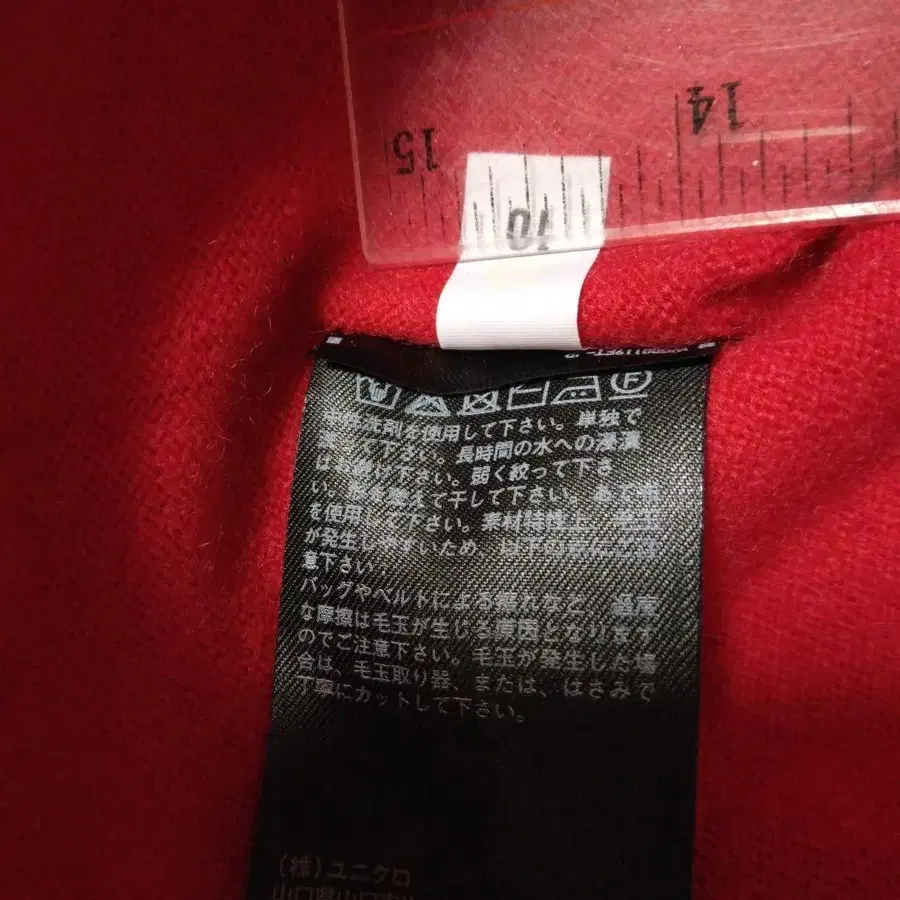 14
15
10
洗剤を使用して下さい。単独で
洗って下さい。長時間の水への浸漬
はお避け下さい。弱く絞って下さ
い。形を整えて干して下さい。あて布
を使用して下さい。素材特性上、毛玉
が発生しやすいため、以下の点にご注
意下さい。
バッグやベルトによる擦れなど、過度
な摩擦は毛玉が生じる原因となります
のでご注意下さい。毛玉が発生した場
合は、毛玉取り器、または、はさみで
丁寧にカットして下さい。
(株)ユニクロ
山口県山口市